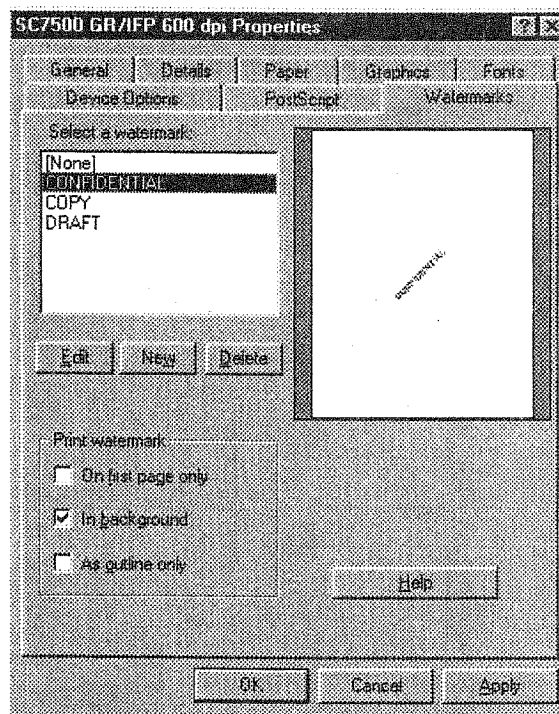 SC7500 GR/IFP 600 dpi Properties
General Details Paper Graphics Fonts
Device Options PostScript Watermarks
Select a watermark:
[None]
CONFIDENTIAL
COPY
DRAFT
Edit New Delete
Print watermark
On first page only
In background
As outline only
Help
OK Cancel Apply